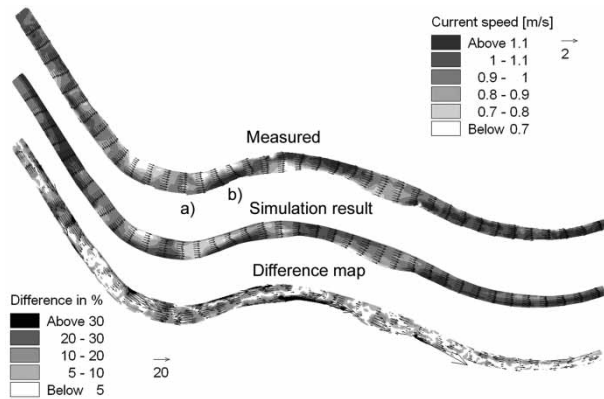 Current speed [m/s]
Above 1.1
1 - 1.1
0.9 - 1
0.8 - 0.9
0.7 - 0.8
Below 0.7
2
Measured
a)
b)
Simulation result
Difference map
Difference in %
Above 30
20 - 30
10 - 20
5 - 10
Below 5
20